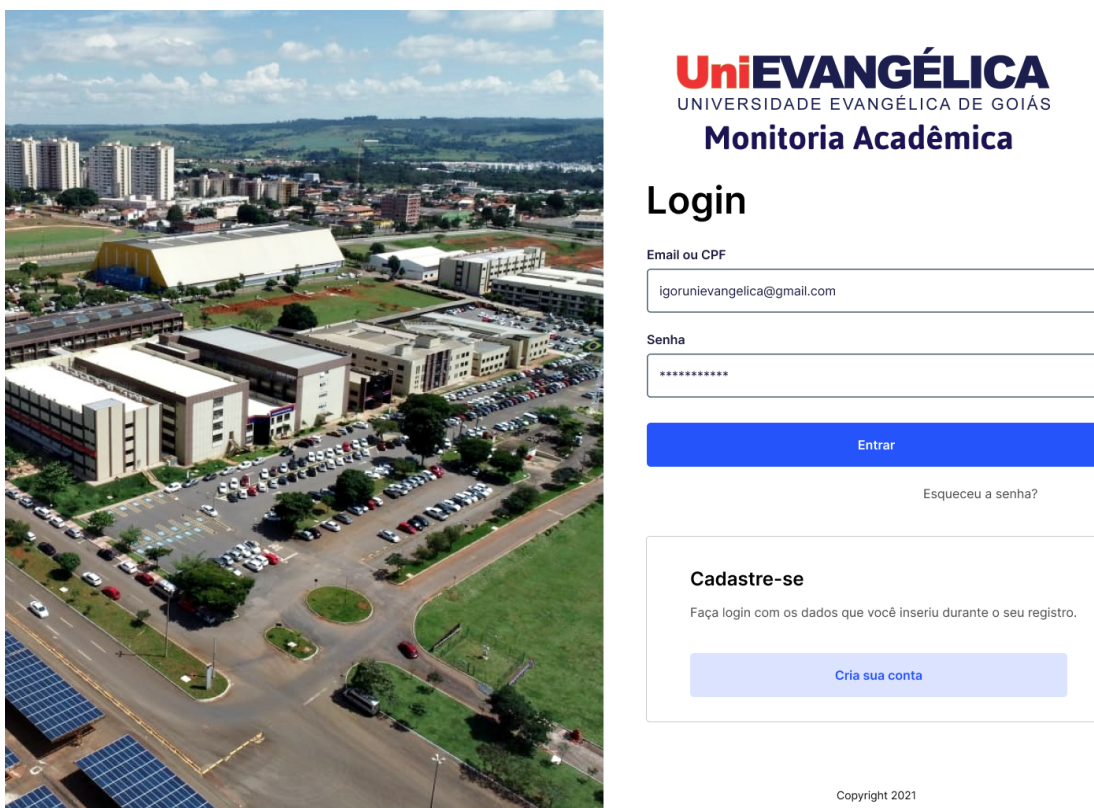 UniEVANGÉLICA
UNIVERSIDADE EVANGÉLICA DE GOIÁS
Monitoria Acadêmica
Login
Email ou CPF
igorunievangelica@gmail.com
Senha
***********
Entrar
Esqueceu a senha?
Cadastre-se
Faça login com os dados que você inseriu durante o seu registro.
Cria sua conta
Copyright 2021